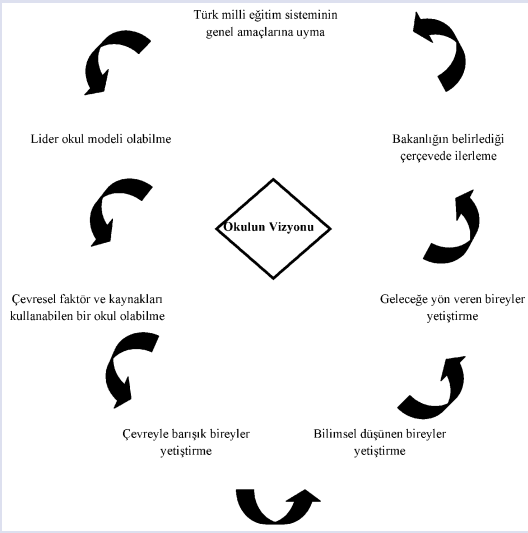 Türk milli eğitim sisteminin
genel amaçlarına uyma
Lider okul modeli olabilme
Bakanlığın belirlediği
çerçevede ilerleme
Okulun Vizyonu
Çevresel faktör ve kaynakları
kullanabilen bir okul olabilme
Geleceğe yön veren bireyler
yetiştirme
Çevreyle barışık bireyler
yetiştirme
Bilimsel düşünen bireyler
yetiştirme